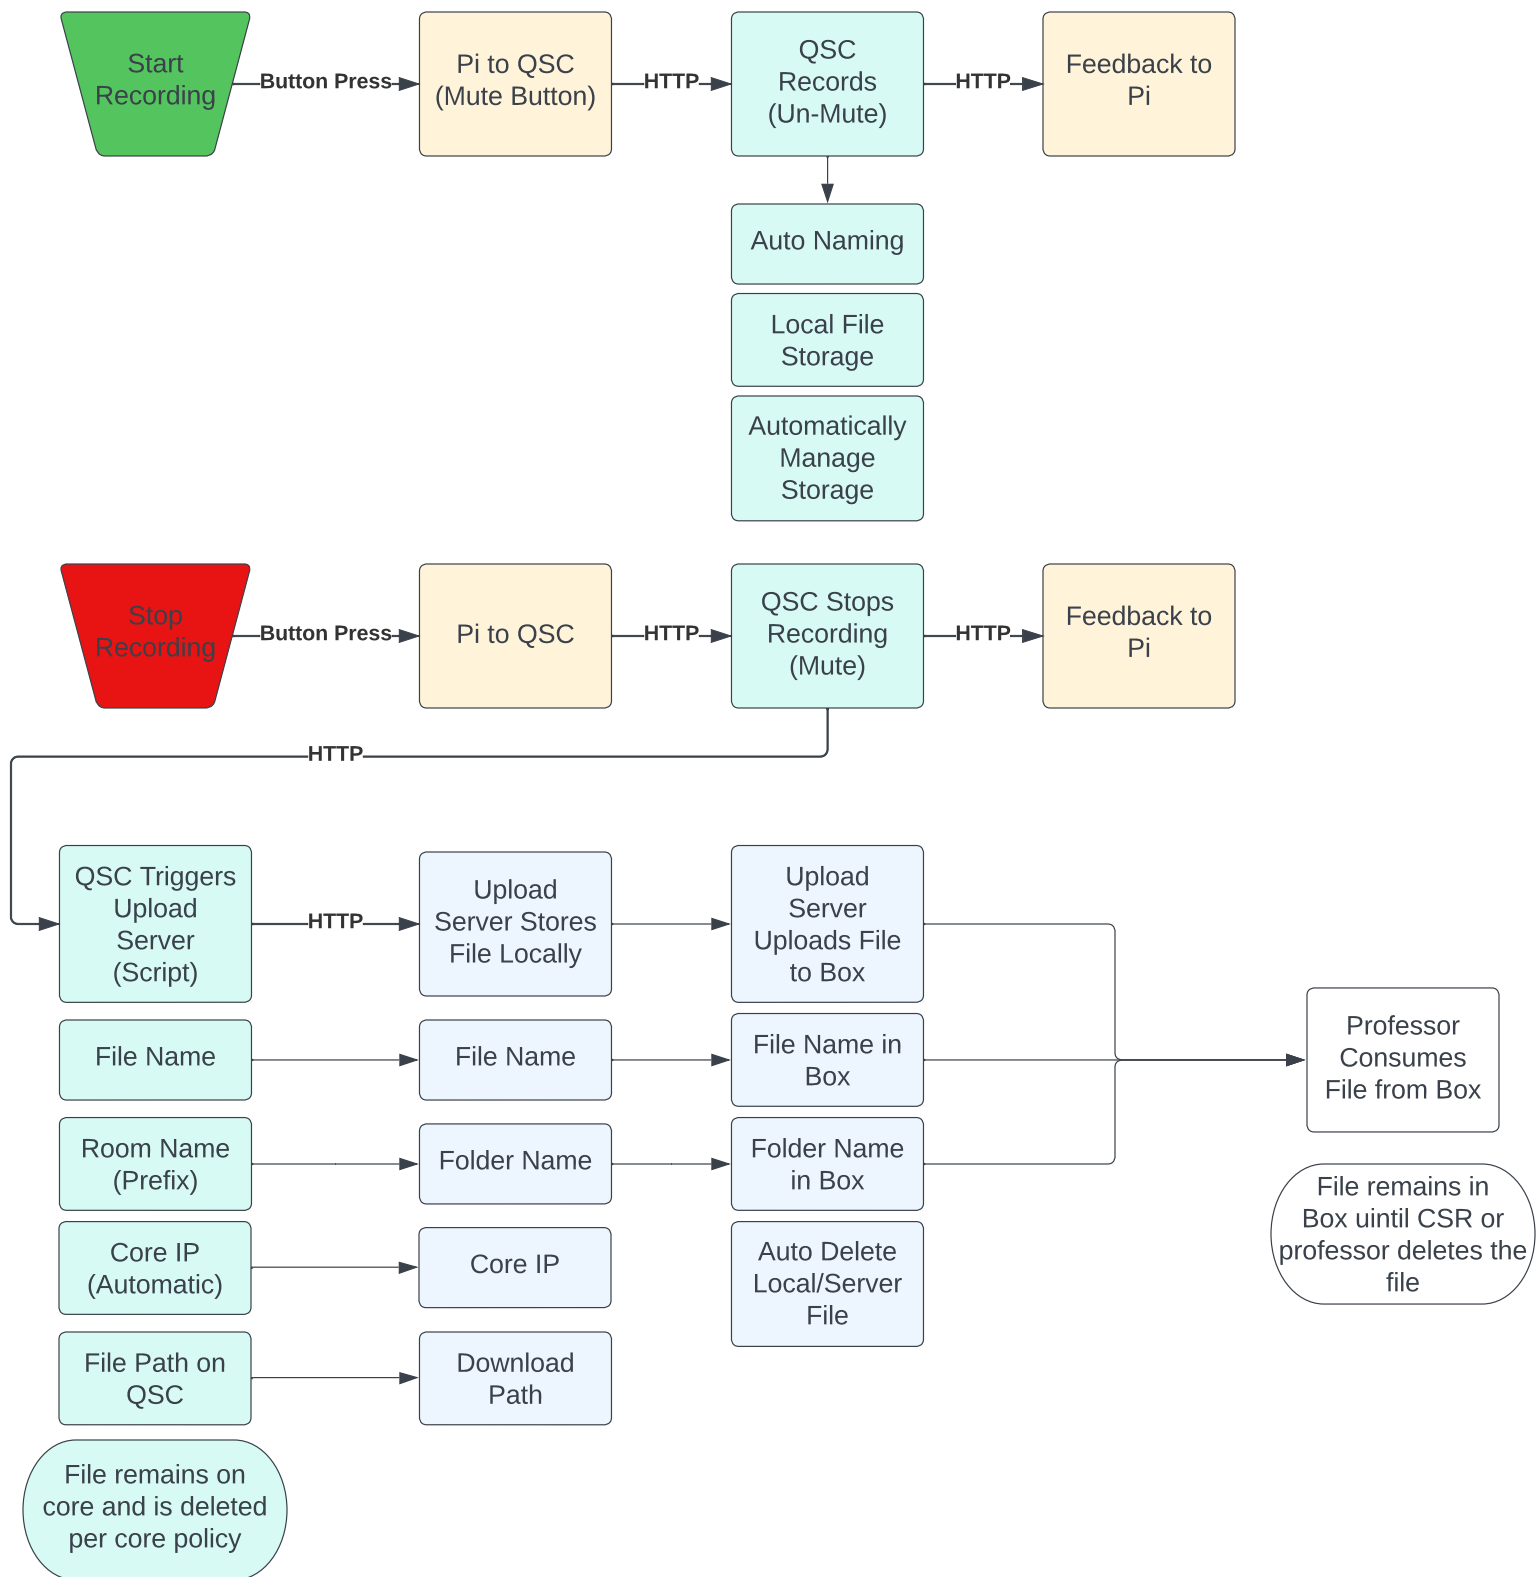 Start
Recording
Button Press
Pi to QSC
(Mute Button)
HTTP
QSC
Records
(Un-Mute)
HTTP
Feedback to
Pi
Auto Naming
Local File
Storage
Automatically
Manage
Storage
Stop
Recording
Button Press
Pi to QSC
HTTP
QSC Stops
Recording
(Mute)
HTTP
Feedback to
Pi
HTTP
QSC Triggers
Upload
Server
(Script)
HTTP
Upload
Server Stores
File Locally
Upload
Server
Uploads File
to Box
File Name
File Name
File Name in
Box
Professor
Consumes
File from Box
Room Name
(Prefix)
Folder Name
Folder Name
in Box
File remains in
Box uintil CSR or
professor deletes the
file
Core IP
(Automatic)
Core IP
Auto Delete
Local/Server
File
File Path on
QSC
Download
Path
File remains on
core and is deleted
per core policy